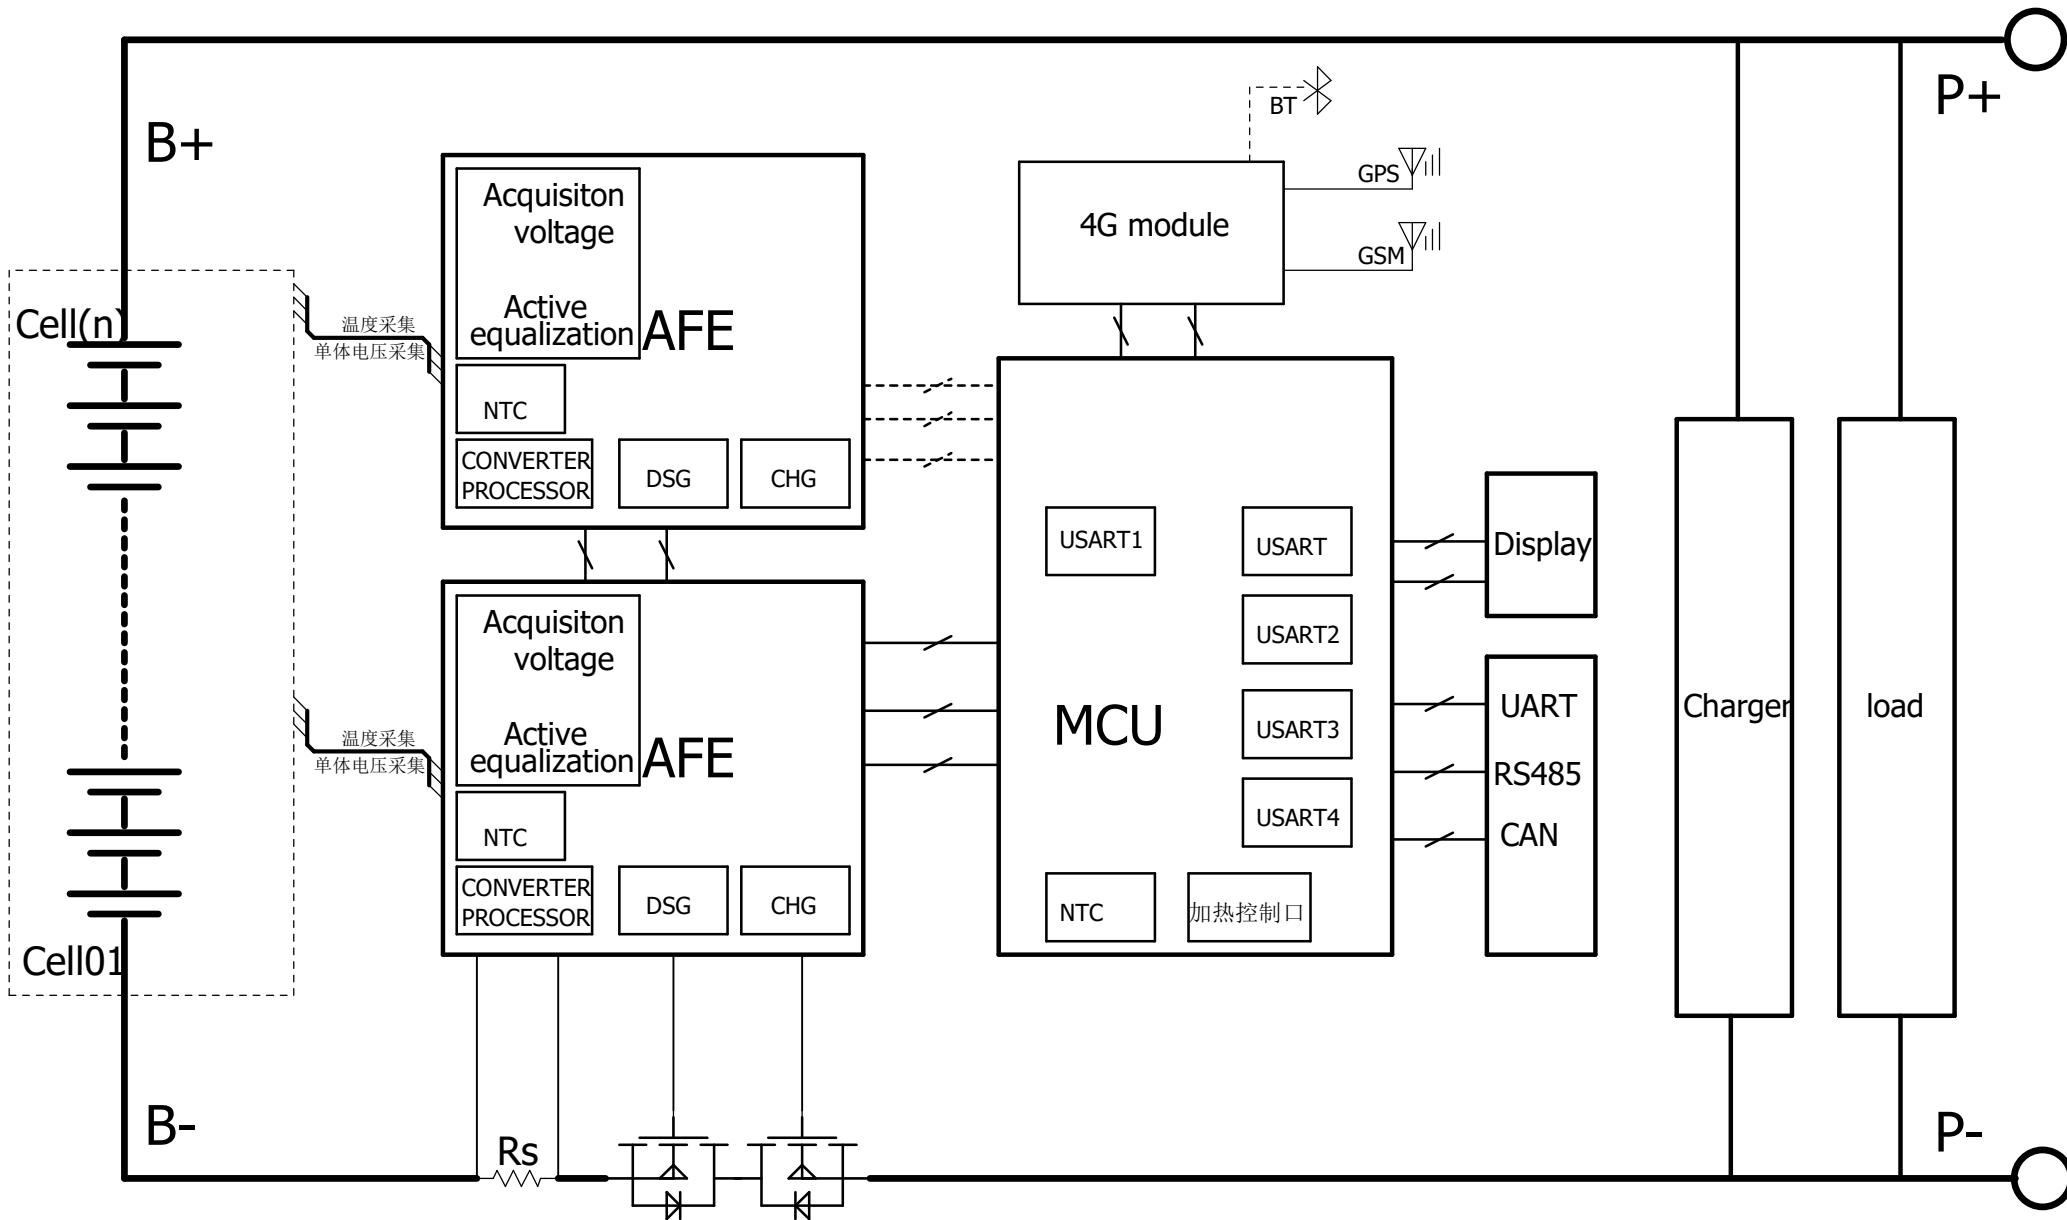 P+
BT
B+
GPS
GSM
4G module
Acquisiton
voltage
Active
equalization
AFE
NTC
CONVERTER
PROCESSOR
DSG
CHG
Cell(n)
温度采集
单体电压采集
Acquisiton
voltage
Active
equalization
AFE
NTC
CONVERTER
PROCESSOR
DSG
CHG
温度采集
单体电压采集
Cell01
MCU
USART1
USART
USART2
USART3
USART4
NTC
加热控制口
Display
UART
RS485
CAN
Charger
load
B-
Rs
P-